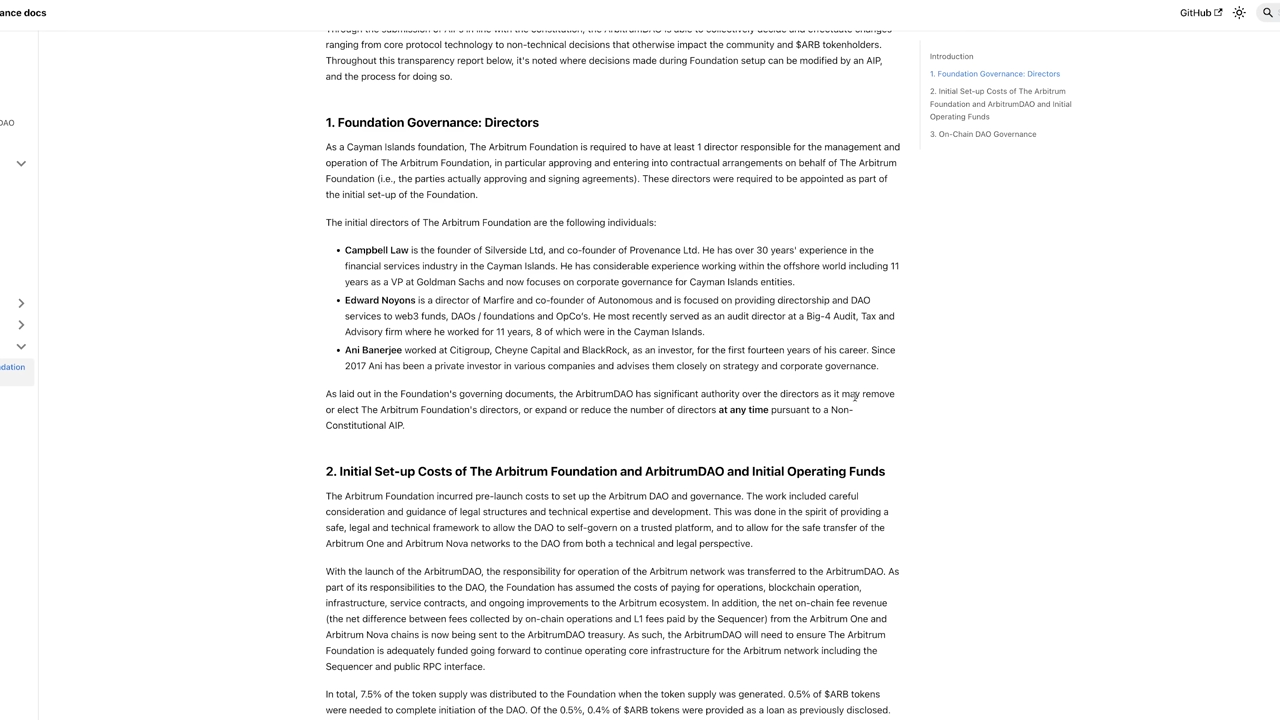 ance docs
GitHub
DAO
dation
Through the submission of AIPs in line with the constitution, the ArbitrumDAO is able to collectively decide and effectuate changes
ranging from core protocol technology to non-technical decisions that otherwise impact the community and $ARB tokenholders.
Throughout this transparency report below, it's noted where decisions made during Foundation setup can be modified by an AIP,
and the process for doing so.
1. Foundation Governance: Directors
As a Cayman Islands foundation, The Arbitrum Foundation is required to have at least 1 director responsible for the management and
operation of The Arbitrum Foundation, in particular approving and entering into contractual arrangements on behalf of The Arbitrum
Foundation (i.e., the parties actually approving and signing agreements). These directors were required to be appointed as part of
the initial set-up of the Foundation.
The initial directors of The Arbitrum Foundation are the following individuals:
• Campbell Law is the founder of Silverside Ltd, and co-founder of Provenance Ltd. He has over 30 years' experience in the
financial services industry in the Cayman Islands. He has considerable experience working within the offshore world including 11
years as a VP at Goldman Sachs and now focuses on corporate governance for Cayman Islands entities.
• Edward Noyons is a director of Marfire and co-founder of Autonomous and is focused on providing directorship and DAO
services to web3 funds, DAOs / foundations and OpCo's. He most recently served as an audit director at a Big-4 Audit, Tax and
Advisory firm where he worked for 11 years, 8 of which were in the Cayman Islands.
• Ani Banerjee worked at Citigroup, Cheyne Capital and BlackRock, as an investor, for the first fourteen years of his career. Since
2017 Ani has been a private investor in various companies and advises them closely on strategy and corporate governance.
As laid out in the Foundation's governing documents, the ArbitrumDAO has significant authority over the directors as it may remove
or elect The Arbitrum Foundation's directors, or expand or reduce the number of directors at any time pursuant to a Non-
Constitutional AIP.
2. Initial Set-up Costs of The Arbitrum Foundation and ArbitrumDAO and Initial Operating Funds
The Arbitrum Foundation incurred pre-launch costs to set up the Arbitrum DAO and governance. The work included careful
consideration and guidance of legal structures and technical expertise and development. This was done in the spirit of providing a
safe, legal and technical framework to allow the DAO to self-govern on a trusted platform, and to allow for the safe transfer of the
Arbitrum One and Arbitrum Nova networks to the DAO from both a technical and legal perspective.
With the launch of the ArbitrumDAO, the responsibility for operation of the Arbitrum network was transferred to the ArbitrumDAO. As
part of its responsibilities to the DAO, the Foundation has assumed the costs of paying for operations, blockchain operation,
infrastructure, service contracts, and ongoing improvements to the Arbitrum ecosystem. In addition, the net on-chain fee revenue
(the net difference between fees collected by on-chain operations and L1 fees paid by the Sequencer) from the Arbitrum One and
Arbitrum Nova chains is now being sent to the ArbitrumDAO treasury. As such, the ArbitrumDAO will need to ensure The Arbitrum
Foundation is adequately funded going forward to continue operating core infrastructure for the Arbitrum network including the
Sequencer and public RPC interface.
In total, 7.5% of the token supply was distributed to the Foundation when the token supply was generated. 0.5% of $ARB tokens
were needed to complete initiation of the DAO. Of the 0.5%, 0.4% of $ARB tokens were provided as a loan as previously disclosed.
Introduction
1. Foundation Governance: Directors
2. Initial Set-up Costs of The Arbitrum
Foundation and ArbitrumDAO and Initial
Operating Funds
3. On-Chain DAO Governance